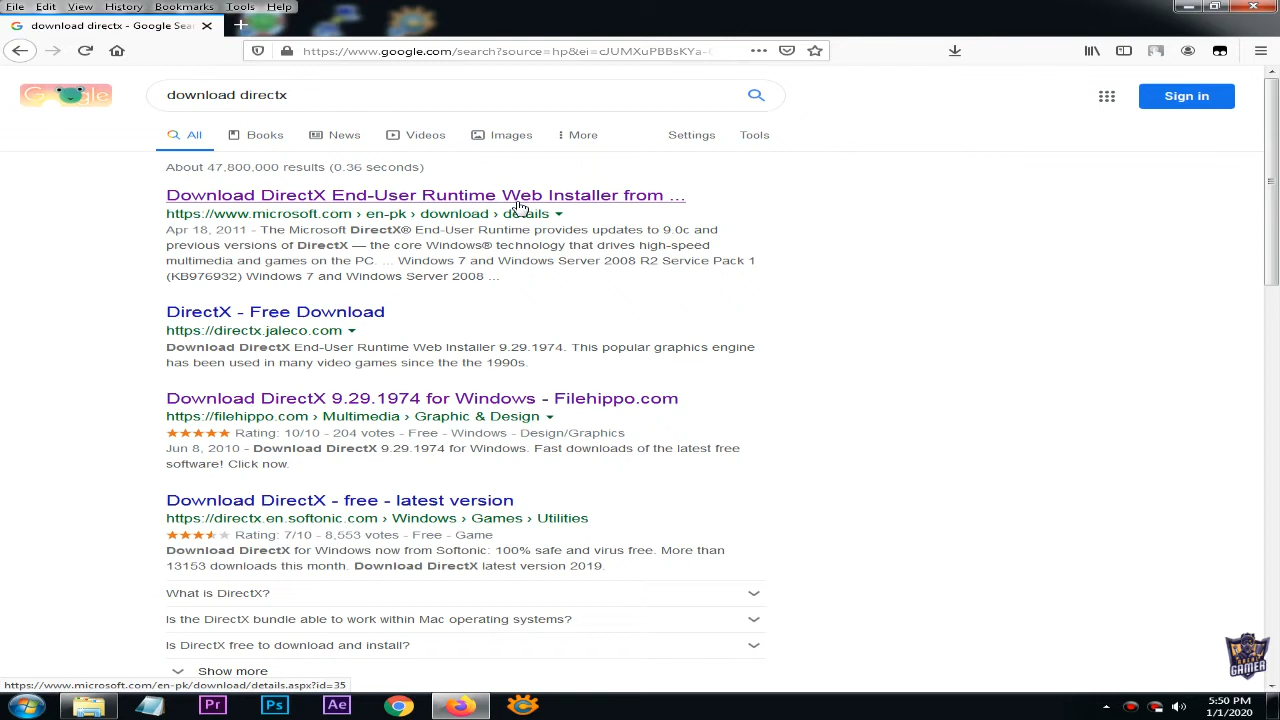 File Edit View History Bookmarks Tools Help
download directx - Google Sea
https://www.google.com/search?source=hp&ei=cJUMXuPBBsKYa-
Google
download directx
Sign in
All Books News Videos Images More Settings Tools
About 47,800,000 results (0.36 seconds)
Download DirectX End-User Runtime Web Installer from ...
https://www.microsoft.com › en-pk › download › details
Apr 18, 2011 - The Microsoft DirectX® End-User Runtime provides updates to 9.0c and
previous versions of DirectX — the core Windows® technology that drives high-speed
multimedia and games on the PC. ... Windows 7 and Windows Server 2008 R2 Service Pack 1
(KB976932) Windows 7 and Windows Server 2008 ...
DirectX - Free Download
https://directx.jaleco.com
Download DirectX End-User Runtime Web Installer 9.29.1974. This popular graphics engine
has been used in many video games since the the 1990s.
Download DirectX 9.29.1974 for Windows - Filehippo.com
https://filehippo.com › Multimedia › Graphic & Design
Rating: 10/10 - 204 votes - Free - Windows - Design/Graphics
Jun 8, 2010 - Download DirectX 9.29.1974 for Windows. Fast downloads of the latest free
software! Click now.
Download DirectX - free - latest version
https://directx.en.softonic.com › Windows › Games › Utilities
Rating: 7/10 - 8,553 votes - Free - Game
Download DirectX for Windows now from Softonic: 100% safe and virus free. More than
13153 downloads this month. Download DirectX latest version 2019.
What is DirectX?
Is the DirectX bundle able to work within Mac operating systems?
Is DirectX free to download and install?
Show more
GAMER
https://www.microsoft.com/en-pk/download/details.aspx?id=35
Pr Ps Ae
5:50 PM
1/1/2020